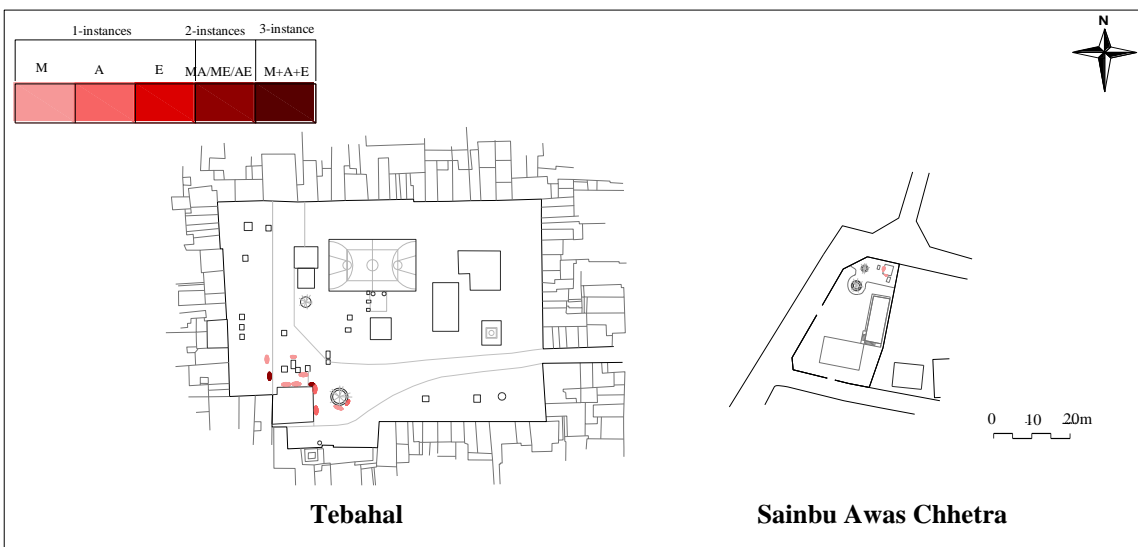 1-instances 2-instances 3-instance
M A E MA/ME/AE M+A+E
N
0 10 20m
Tebahal Sainbu Awas Chhetra